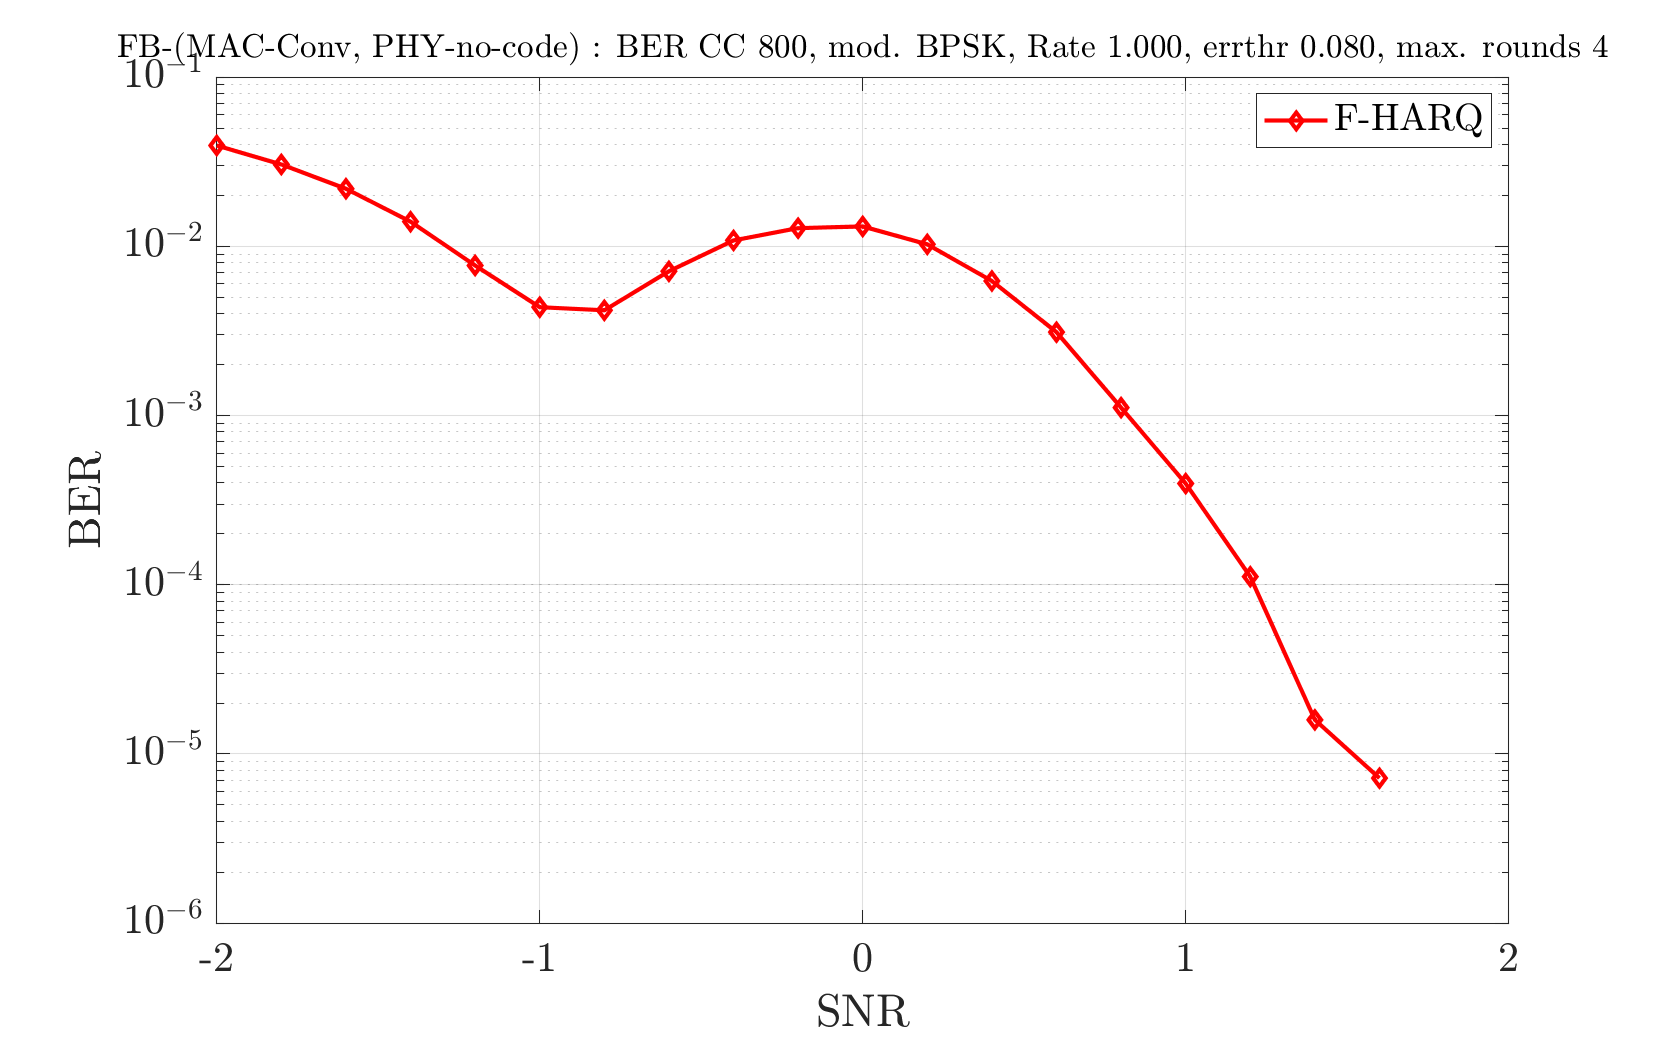 FB-(MAC-Conv, PHY-no-code) : BER CC 800, mod. BPSK, Rate 1.000, errthr 0.080, max. rounds 4
F-HARQ
10^{-1}
10^{-2}
10^{-3}
10^{-4}
10^{-5}
10^{-6}
BER
-2 -1 0 1 2
SNR